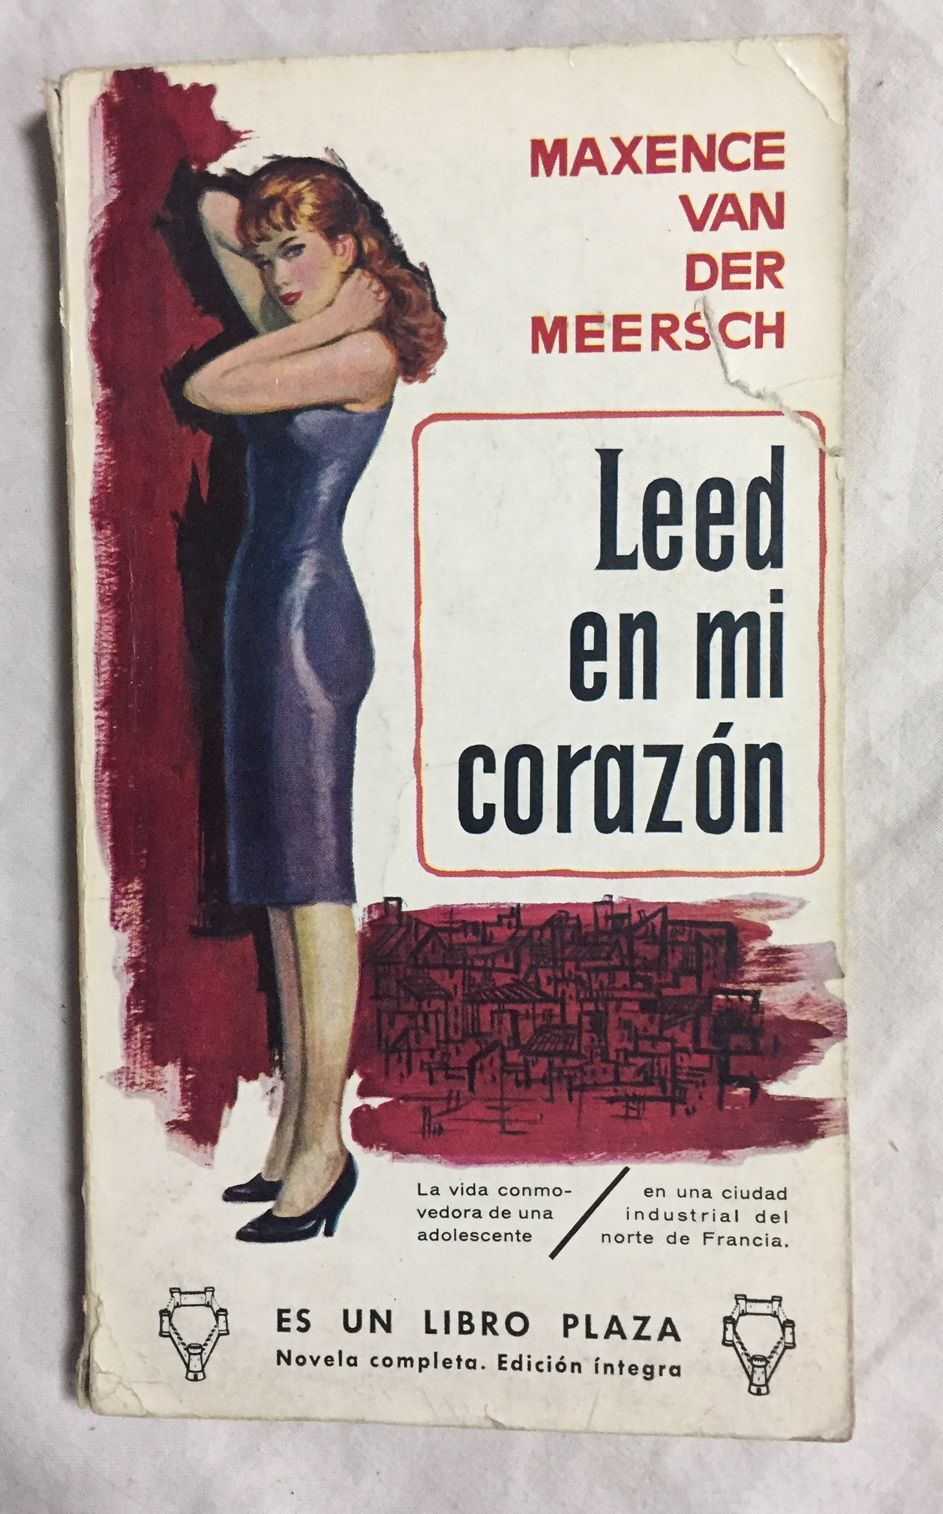 MAXENCE
VAN
DER
MEERSCH
Leed
en mi
corazón
La vida conmo-
vedora de una
adolescente
en una ciudad
industrial del
norte de Francia.
ES UN LIBRO PLAZA
Novela completa. Edición íntegra